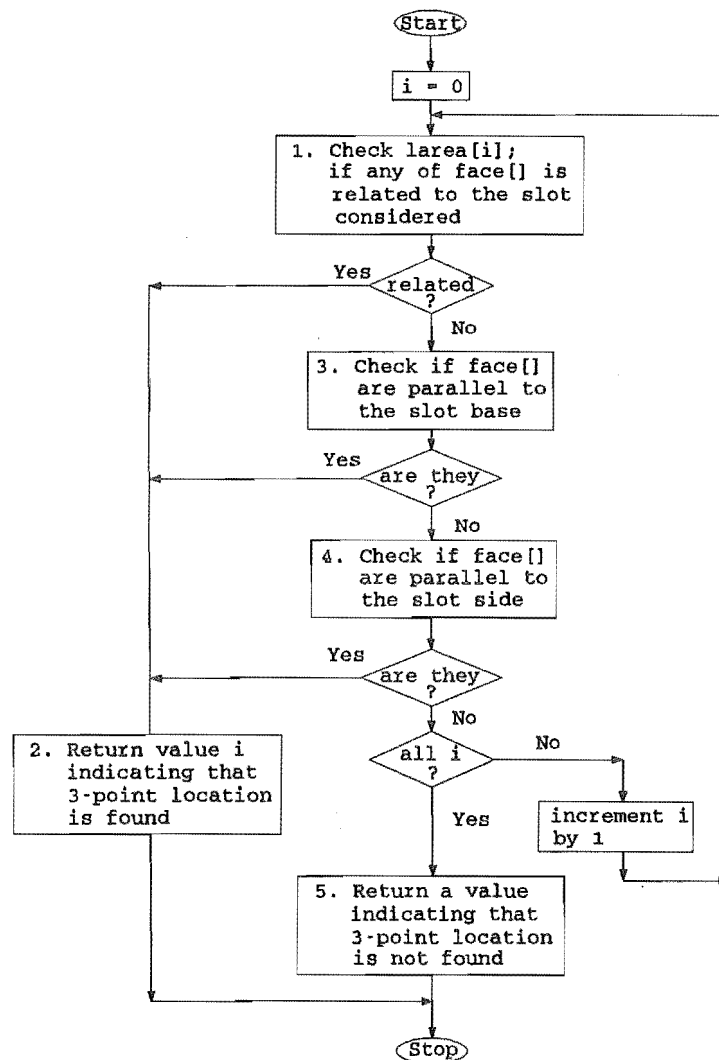 Start
i = 0
1. Check larea[i];
if any of face[] is
related to the slot
considered
Yes
related
?
No
3. Check if face[]
are parallel to
the slot base
Yes
are they
?
No
4. Check if face[]
are parallel to
the slot side
Yes
are they
?
No
2. Return value i
indicating that
3-point location
is found
all i
?
No
Yes
increment i
by 1
5. Return a value
indicating that
3-point location
is not found
Stop